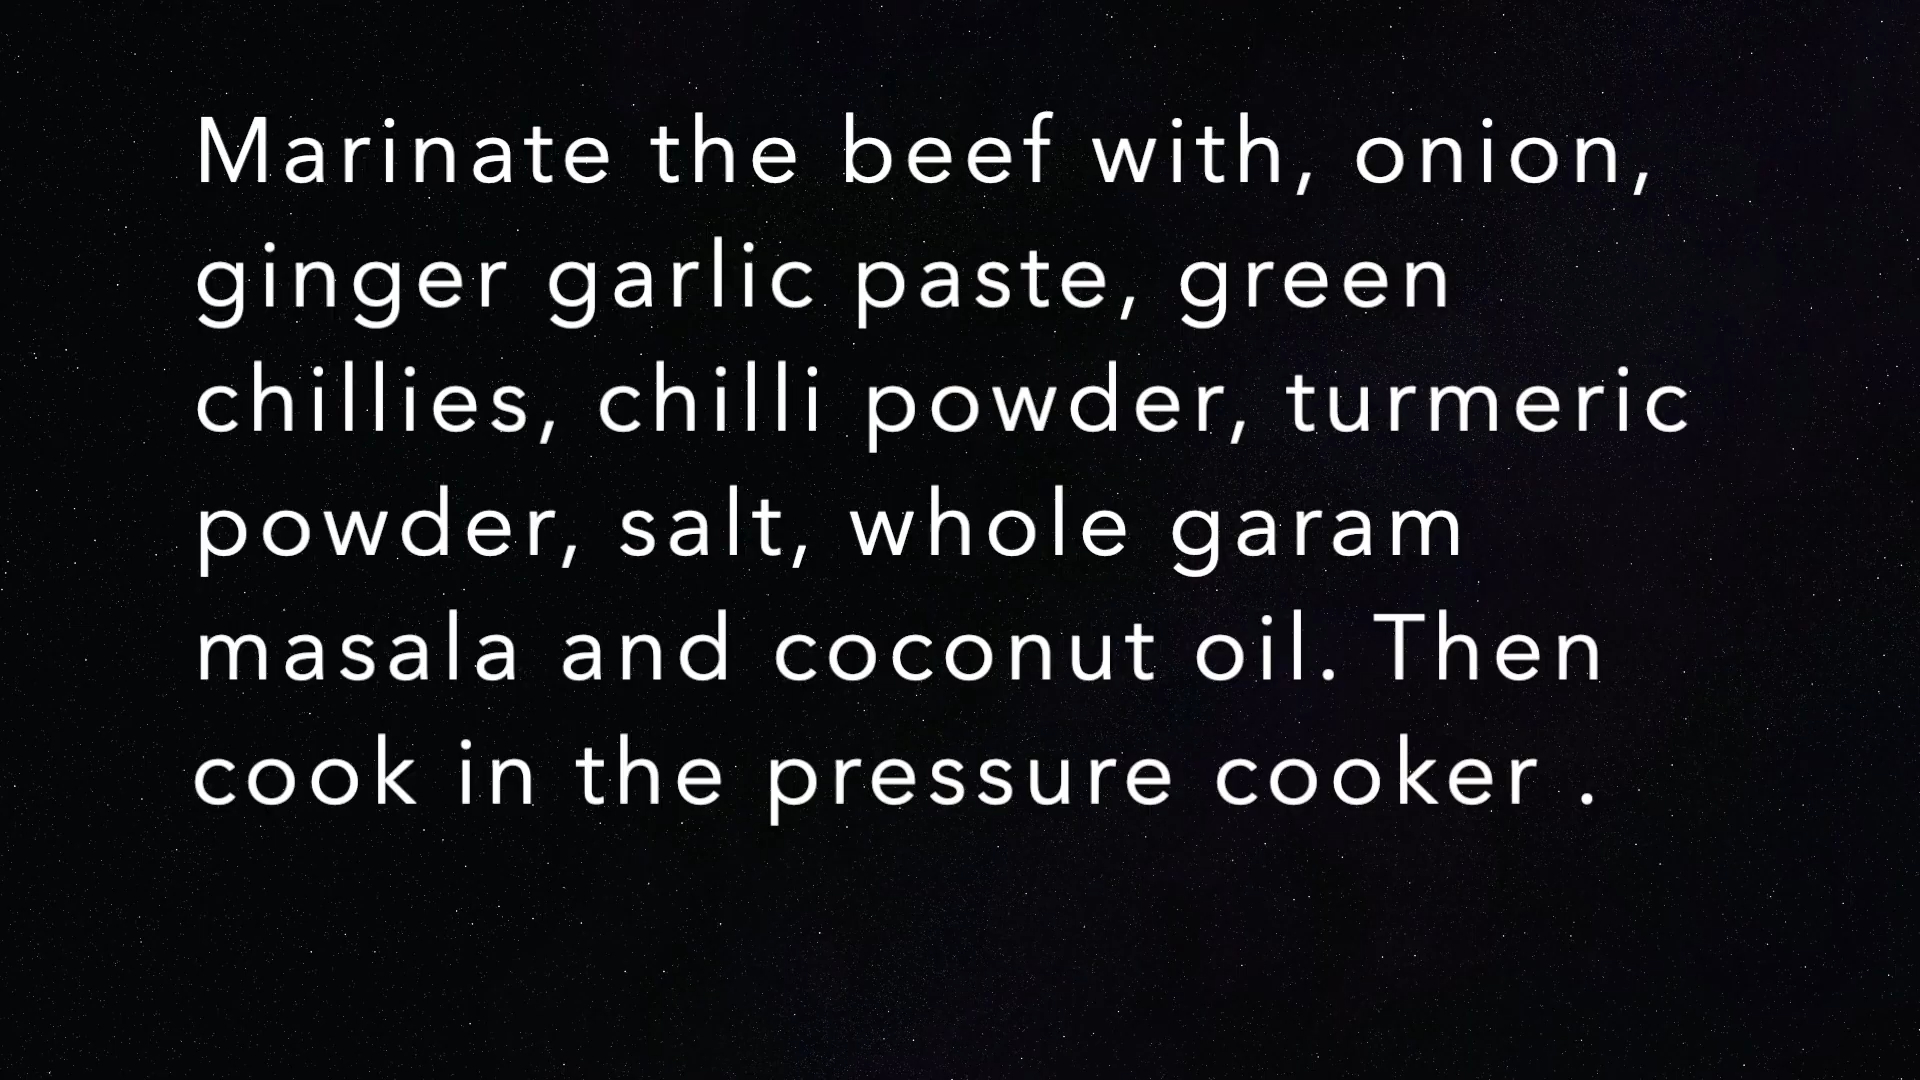 Marinate the beef with, onion,
ginger garlic paste, green
chillies, chilli powder, turmeric
powder, salt, whole garam
masala and coconut oil. Then
cook in the pressure cooker .